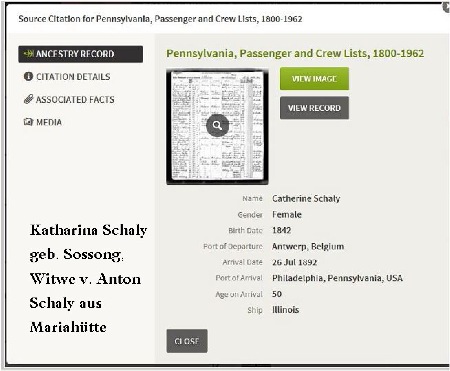 Source Citation for Pennsylvania, Passenger and Crew Lists, 1800-1962
ANCESTRY RECORD
CITATION DETAILS
ASSOCIATED FACTS
MEDIA
Pennsylvania, Passenger and Crew Lists, 1800-1962
VIEW IMAGE
VIEW RECORD
Name Catherine Schaly
Gender Female
Birth Date 1842
Port of Departure Antwerp, Belgium
Arrival Date 26 Jul 1892
Port of Arrival Philadelphia, Pennsylvania, USA
Age on Arrival 50
Ship Illinois
CLOSE
Katharina Schaly
geb. Sossong,
Witwe v. Anton
Schaly aus
Mariahütte